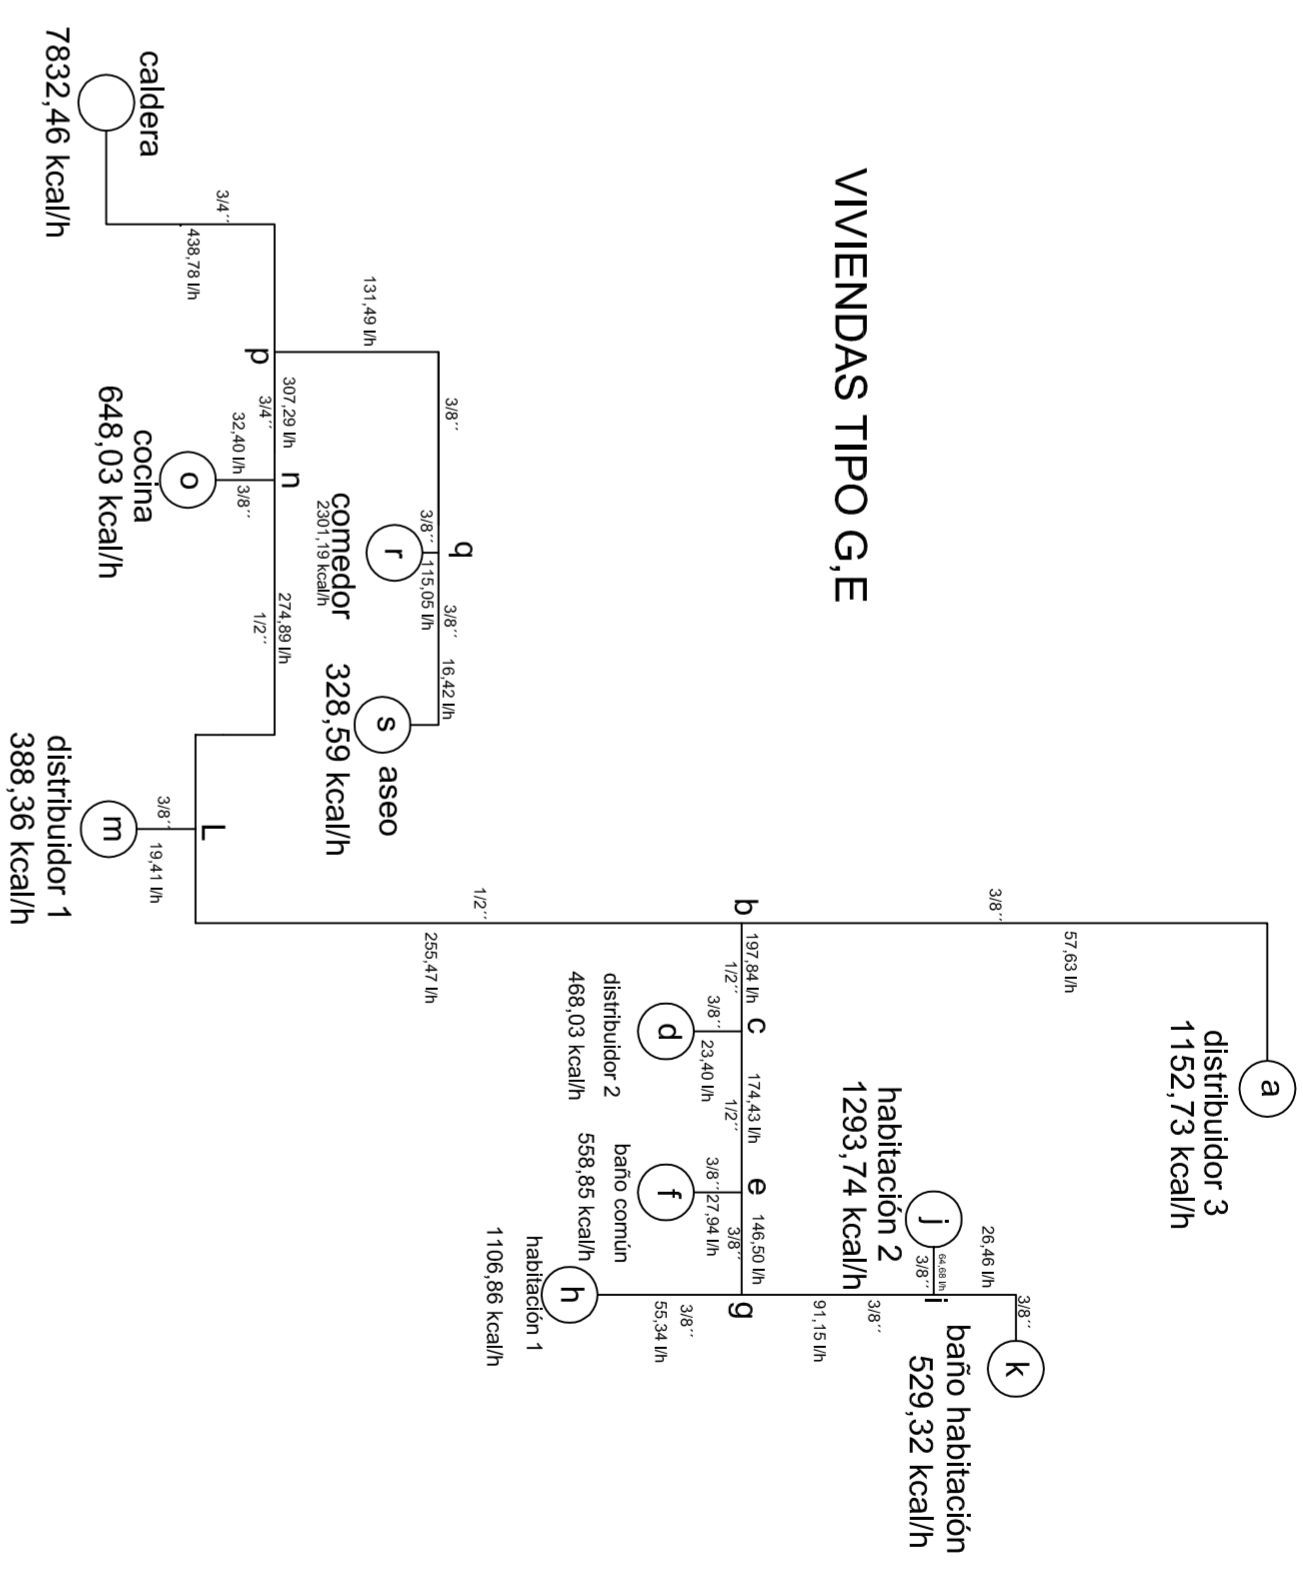 VIVIENDAS TIPO G,E
caldera
7832,46 kcal/h
3/4´´
438,78 l/h
131,49 l/h
p
307,29 l/h
3/4´´
32,40 l/h
3/8´´
n
o
cocina
648,03 kcal/h
3/8´´
q
3/8´´
115,05 l/h
r
comedor
2301,19 kcal/h
3/8´´
16,42 l/h
s
aseo
328,59 kcal/h
274,89 l/h
1/2´´
L
3/8´´
19,41 l/h
m
distribuidor 1
388,36 kcal/h
1/2´´
255,47 l/h
b
3/8´´
57,63 l/h
a
distribuidor 3
1152,73 kcal/h
197,84 l/h
1/2´´
c
3/8´´
23,40 l/h
d
distribuidor 2
468,03 kcal/h
174,43 l/h
1/2´´
e
3/8´´
27,94 l/h
f
baño común
558,85 kcal/h
146,50 l/h
3/8´´
g
3/8´´
55,34 l/h
h
habitación 1
1106,86 kcal/h
3/8´´
91,15 l/h
i
64,68 l/h
3/8´´
j
habitación 2
1293,74 kcal/h
26,46 l/h
3/8´´
k
baño habitación
529,32 kcal/h